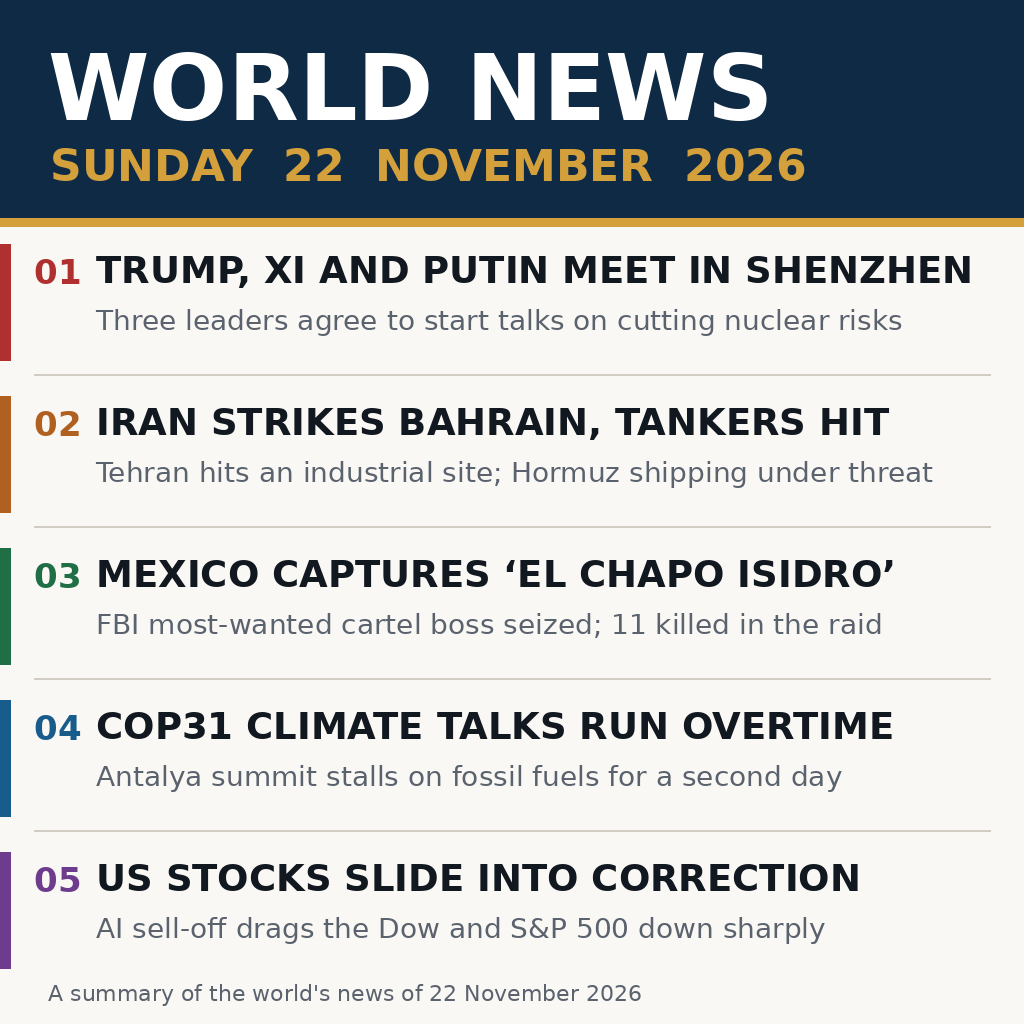 WORLD NEWS
SUNDAY 22 NOVEMBER 2026
01 TRUMP, XI AND PUTIN MEET IN SHENZHEN
Three leaders agree to start talks on cutting nuclear risks
02 IRAN STRIKES BAHRAIN, TANKERS HIT
Tehran hits an industrial site; Hormuz shipping under threat
03 MEXICO CAPTURES ‘EL CHAPO ISIDRO’
FBI most-wanted cartel boss seized; 11 killed in the raid
04 COP31 CLIMATE TALKS RUN OVERTIME
Antalya summit stalls on fossil fuels for a second day
05 US STOCKS SLIDE INTO CORRECTION
AI sell-off drags the Dow and S&P 500 down sharply
A summary of the world's news of 22 November 2026